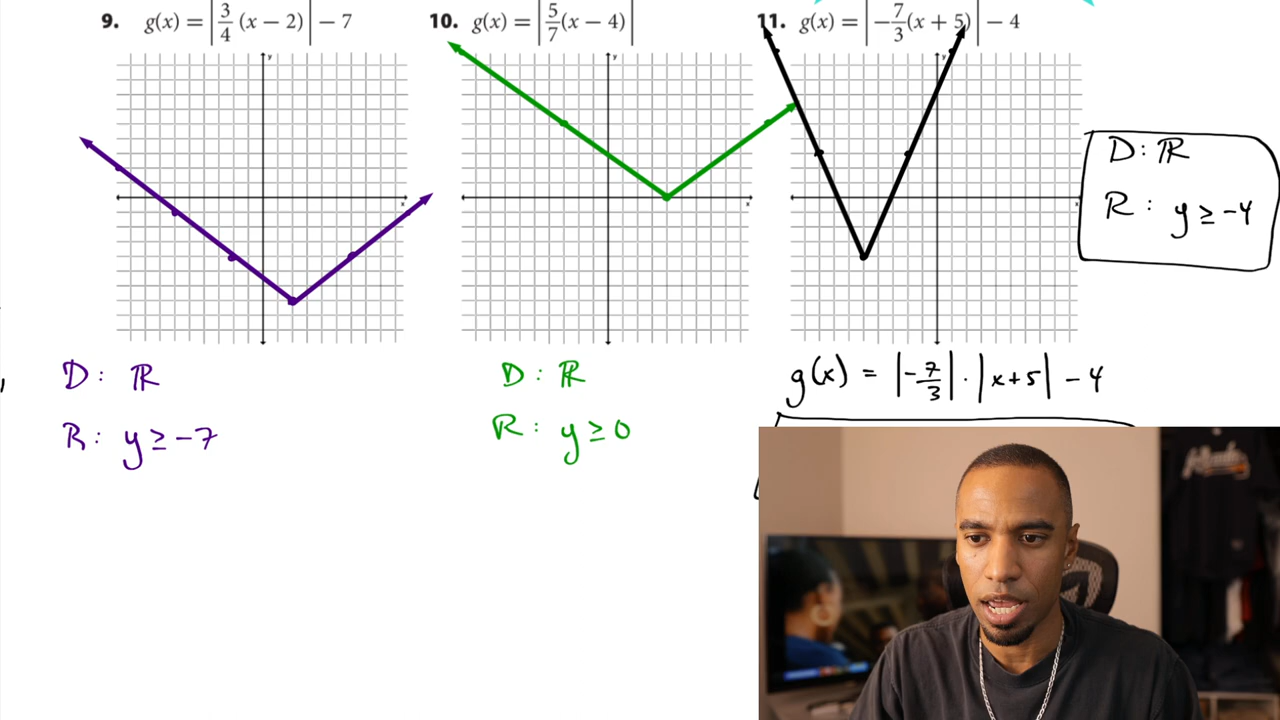 9. g(x) = |3/4 (x − 2)| − 7
10. g(x) = |5/7(x − 4)|
11. g(x) = |−7/3(x + 5)| − 4
y
x
y
x
y
x
D: ℝ
R: y ≥ −4
D: ℝ
R: y ≥ −7
D: ℝ
R: y ≥ 0
g(x) = |−7/3| · |x+5| − 4